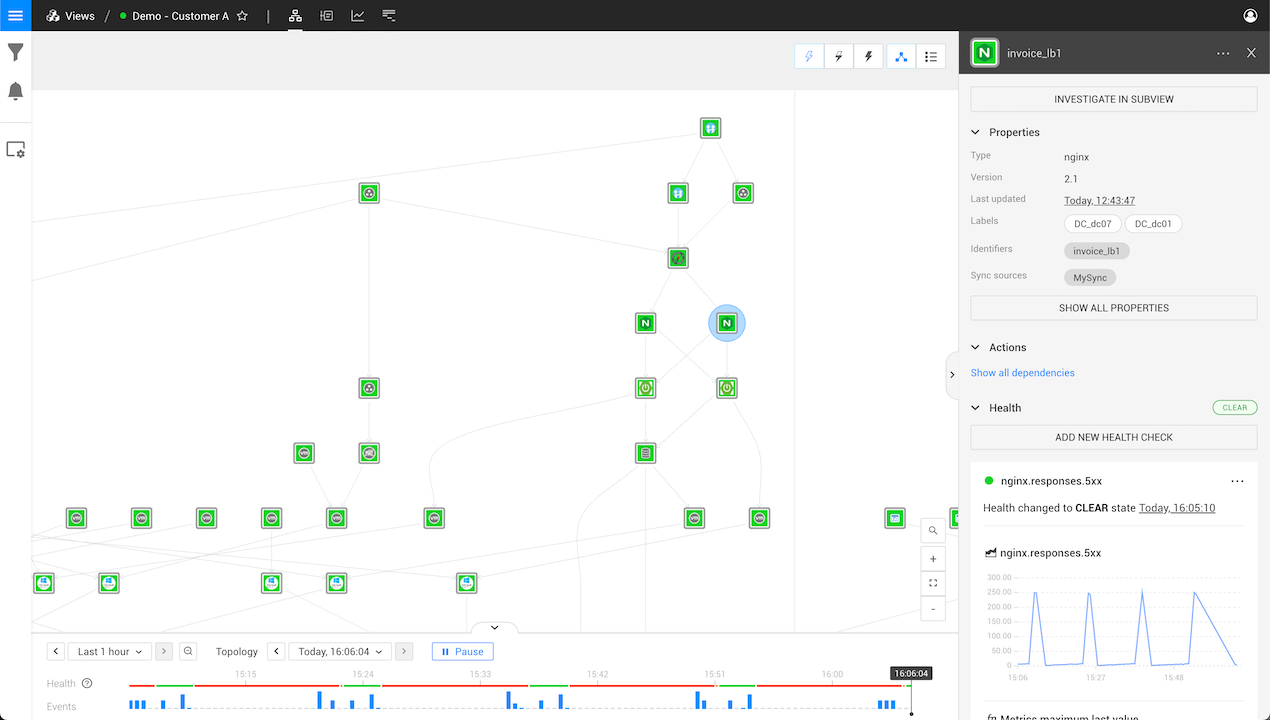 Views / Demo - Customer A
invoice_lb1
INVESTIGATE IN SUBVIEW
Properties
Type nginx
Version 2.1
Last updated Today, 12:43:47
Labels DC_dc07 DC_dc01
Identifiers invoice_lb1
Sync sources MySync
SHOW ALL PROPERTIES
Actions
Show all dependencies
Health CLEAR
ADD NEW HEALTH CHECK
nginx.responses.5xx
Health changed to CLEAR state Today, 16:05:10
nginx.responses.5xx
300.00
250.00
200.00
150.00
100.00
50.00
0
15:06 15:27 15:48
Metrics maximum last value
Last 1 hour Topology Today, 16:06:04 Pause
15:15 15:24 15:33 15:42 15:51 16:00 16:06:04
Health
Events